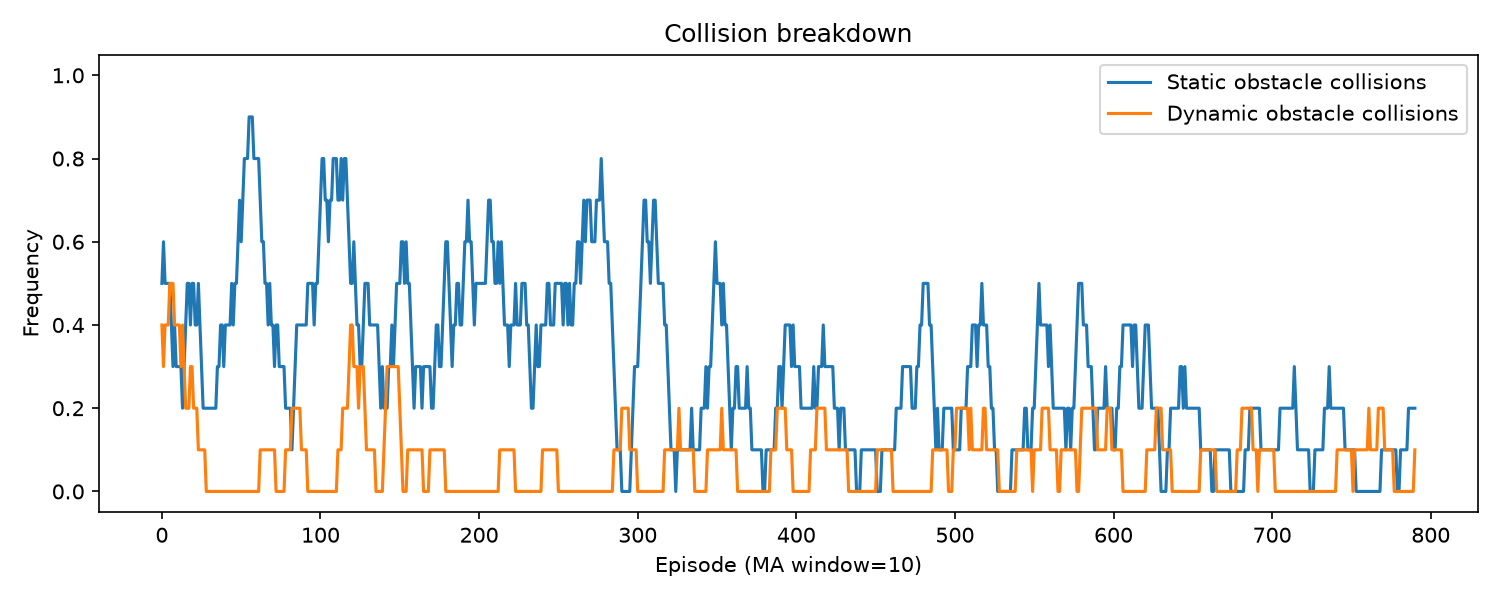 Collision breakdown
1.0
0.8
0.6
0.4
0.2
0.0
Frequency
Static obstacle collisions
Dynamic obstacle collisions
0 100 200 300 400 500 600 700 800
Episode (MA window=10)